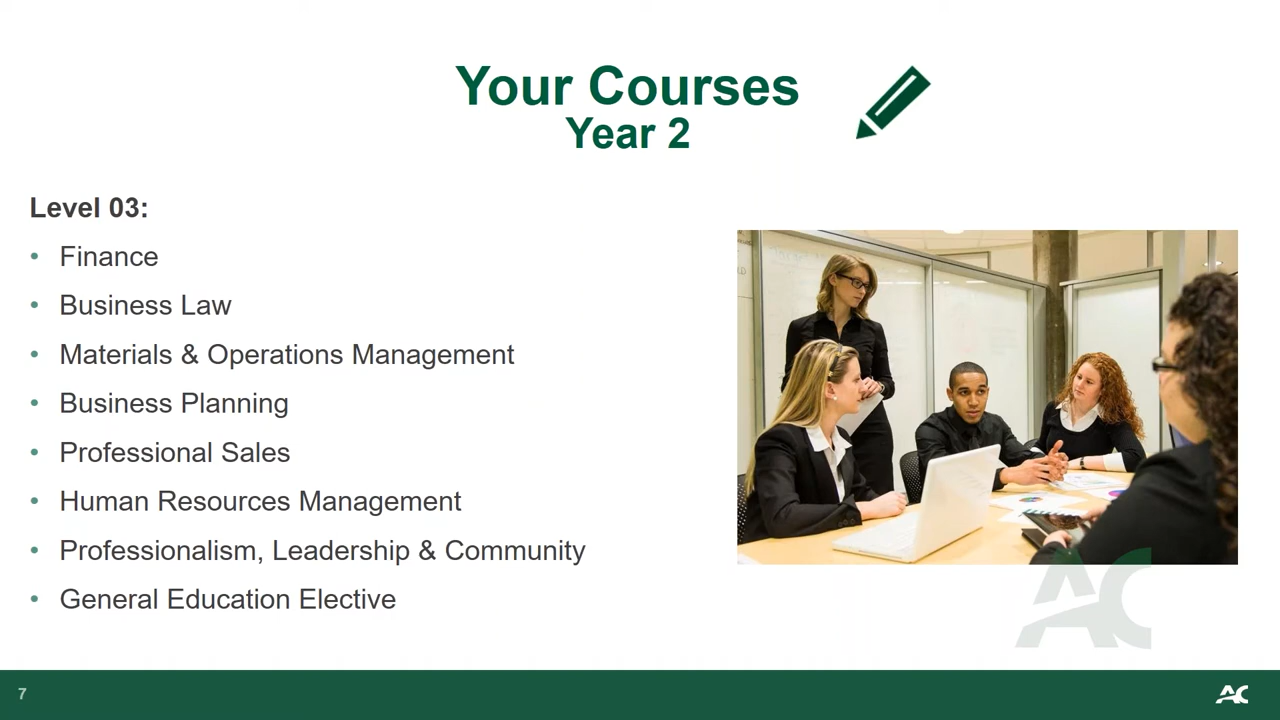 Your Courses
Year 2
Level 03:
• Finance
• Business Law
• Materials & Operations Management
• Business Planning
• Professional Sales
• Human Resources Management
• Professionalism, Leadership & Community
• General Education Elective
AC
7
AC